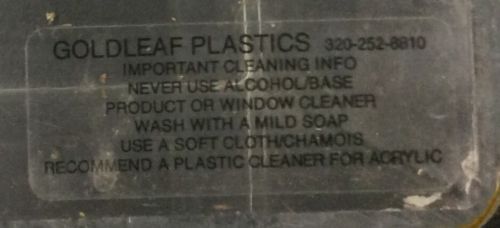 GOLDLEAF PLASTICS 320-252-8810
IMPORTANT CLEANING INFO
NEVER USE ALCOHOL/BASE
PRODUCT OR WINDOW CLEANER
WASH WITH A MILD SOAP
USE A SOFT CLOTH/CHAMOIS
RECOMMEND A PLASTIC CLEANER FOR ACRYLIC